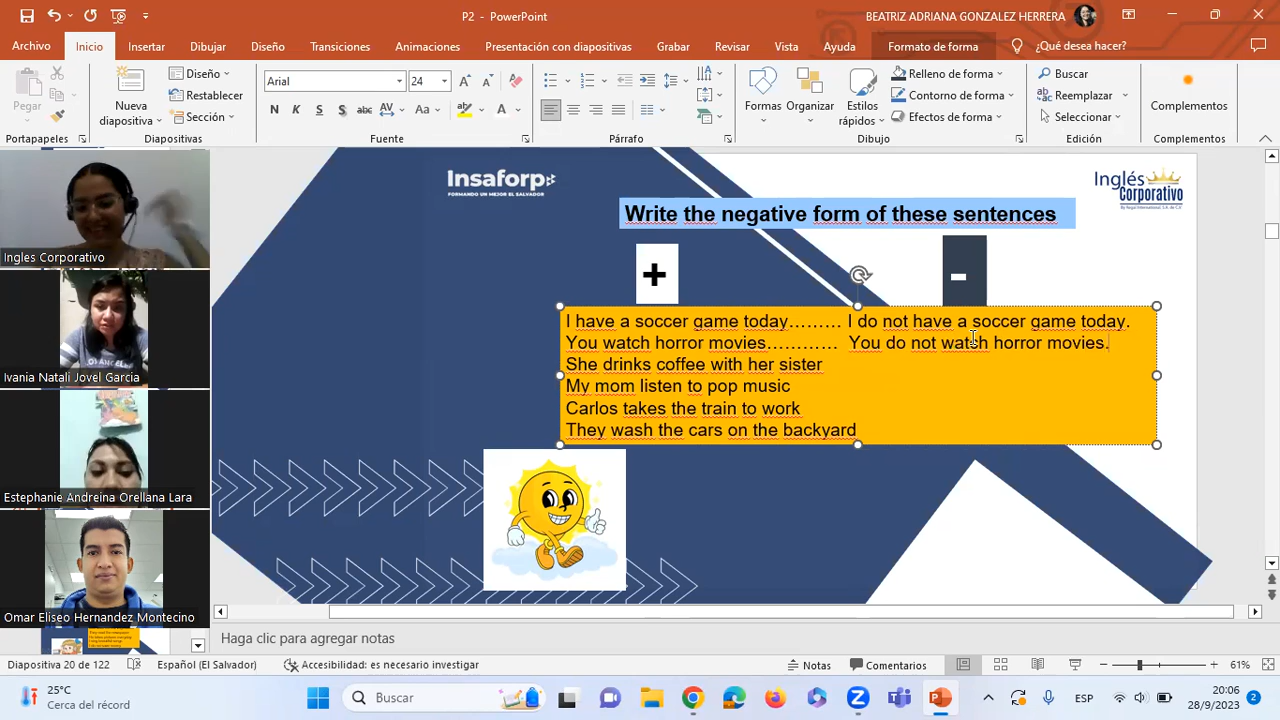 P2 - PowerPoint
BEATRIZ ADRIANA GONZALEZ HERRERA
Archivo Inicio Insertar Dibujar Diseño Transiciones Animaciones Presentación con diapositivas Grabar Revisar Vista Ayuda Formato de forma ¿Qué desea hacer?
Pegar
Nueva diapositiva
Diseño
Restablecer
Sección
Arial 24
N K S S abc AV Aa A
Formas Organizar Estilos rápidos
Relleno de forma
Contorno de forma
Efectos de forma
Buscar
Reemplazar
Seleccionar
Complementos
Portapapeles Diapositivas Fuente Párrafo Dibujo Edición Complementos
Ingles Corporativo
Ivania Natali Jovel Garcia
Estephanie Andreina Orellana Lara
Omar Eliseo Hernandez Montecino
Insaforp
FORMANDO UN MEJOR EL SALVADOR
Inglés
Corporativo
Write the negative form of these sentences
+ -
I have a soccer game today……… I do not have a soccer game today.
You watch horror movies………… You do not watch horror movies.
She drinks coffee with her sister
My mom listen to pop music
Carlos takes the train to work
They wash the cars on the backyard
Haga clic para agregar notas
Diapositiva 20 de 122 Español (El Salvador) Accesibilidad: es necesario investigar Notas Comentarios 61%
25°C
Cerca del récord
Buscar
ESP
20:06
28/9/2023
2